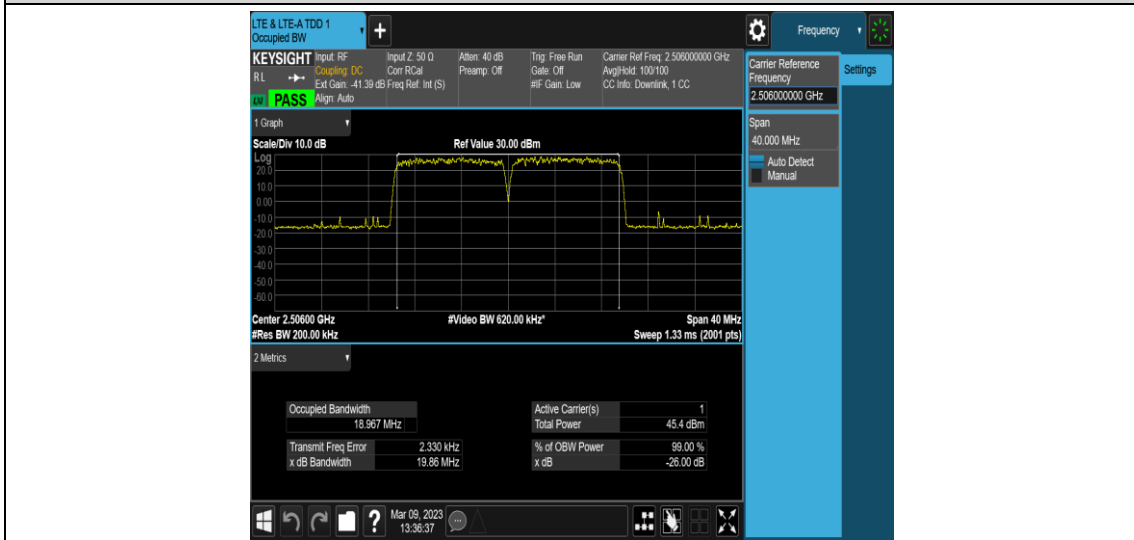 LTE & LTE-A TDD 1
Occupied BW
+
Frequency
KEYSIGHT
RL
PASS
Input: RF
Coupling: DC
Ext Gain: -41.39 dB
Align: Auto
Input Z: 50 Ω
Corr RCal
Freq Ref: Int (S)
Atten: 40 dB
Preamp: Off
Trig: Free Run
Gate: Off
#IF Gain: Low
Carrier Ref Freq: 2.506000000 GHz
Avg|Hold: 100/100
CC Info: Downlink, 1 CC
Carrier Reference
Frequency
2.506000000 GHz
Settings
Span
40.000 MHz
Auto Detect
Manual
1 Graph
Scale/Div 10.0 dB
Ref Value 30.00 dBm
Log
20.0
10.0
0.00
-10.0
-20.0
-30.0
-40.0
-50.0
-60.0
Center 2.50600 GHz
#Video BW 620.00 kHz*
Span 40 MHz
#Res BW 200.00 kHz
Sweep 1.33 ms (2001 pts)
2 Metrics
Occupied Bandwidth
18.967 MHz
Transmit Freq Error 2.330 kHz
x dB Bandwidth 19.86 MHz
Active Carrier(s) 1
Total Power 45.4 dBm
% of OBW Power 99.00 %
x dB -26.00 dB
?
Mar 09, 2023
13:36:37